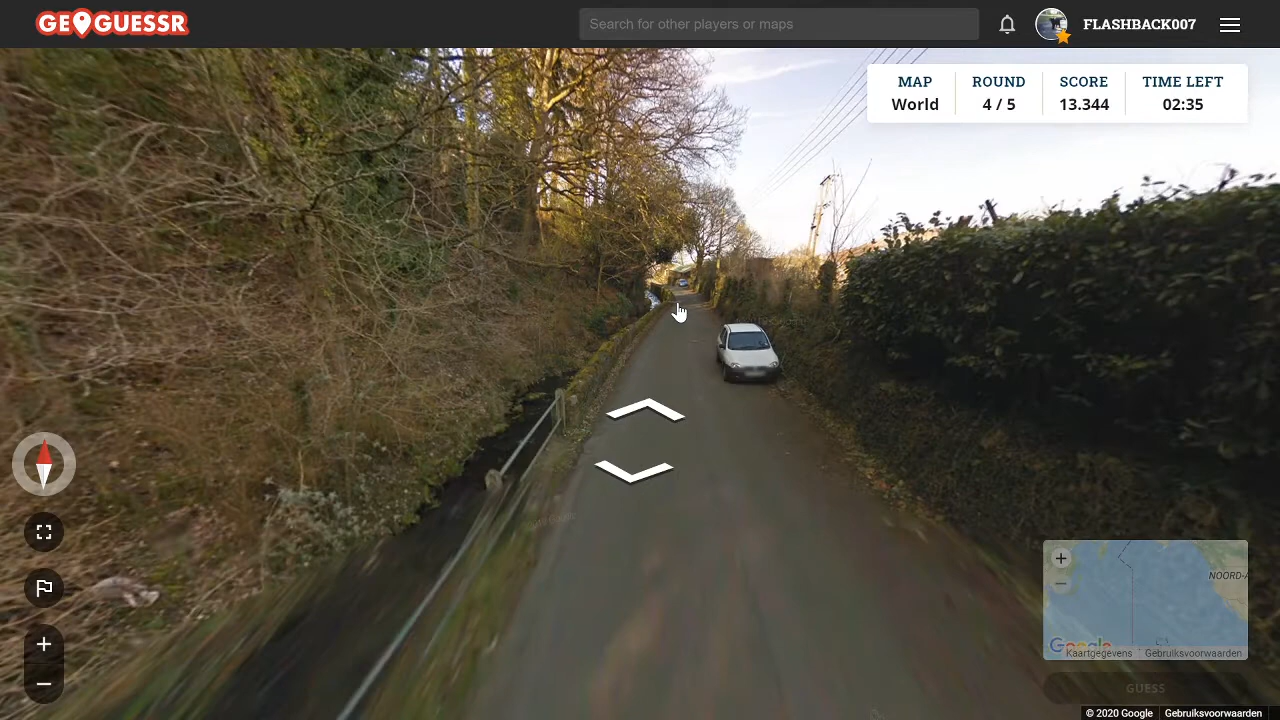 GEOGUESSR
Search for other players or maps
FLASHBACK007
MAP ROUND SCORE TIME LEFT
World 4 / 5 13.344 02:35
NOORD-A
Google
Kaartgegevens Gebruiksvoorwaarden
GUESS
© 2020 Google Gebruiksvoorwaarden